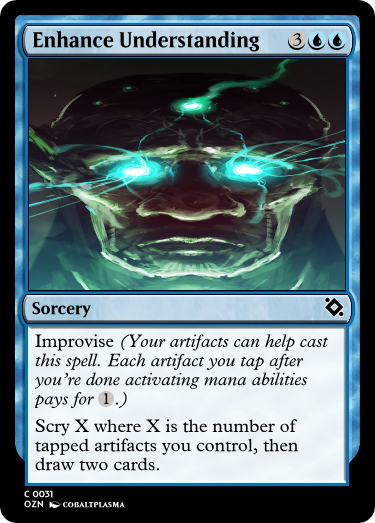 Enhance Understanding 3
Sorcery
Improvise (Your artifacts can help cast
this spell. Each artifact you tap after
you're done activating mana abilities
pays for 1.)
Scry X where X is the number of
tapped artifacts you control, then
draw two cards.
C 0031
OZN COBALTPLASMA